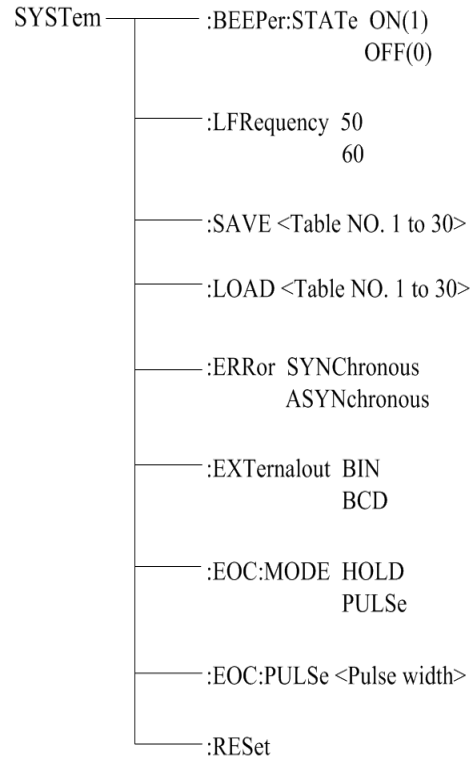 SYSTem :BEEPer:STATe ON(1)
OFF(0)
:LFRequency 50
60
:SAVE <Table NO. 1 to 30>
:LOAD <Table NO. 1 to 30>
:ERRor SYNChronous
ASYNchronous
:EXTernalout BIN
BCD
:EOC:MODE HOLD
PULSe
:EOC:PULSe <Pulse width>
:RESet